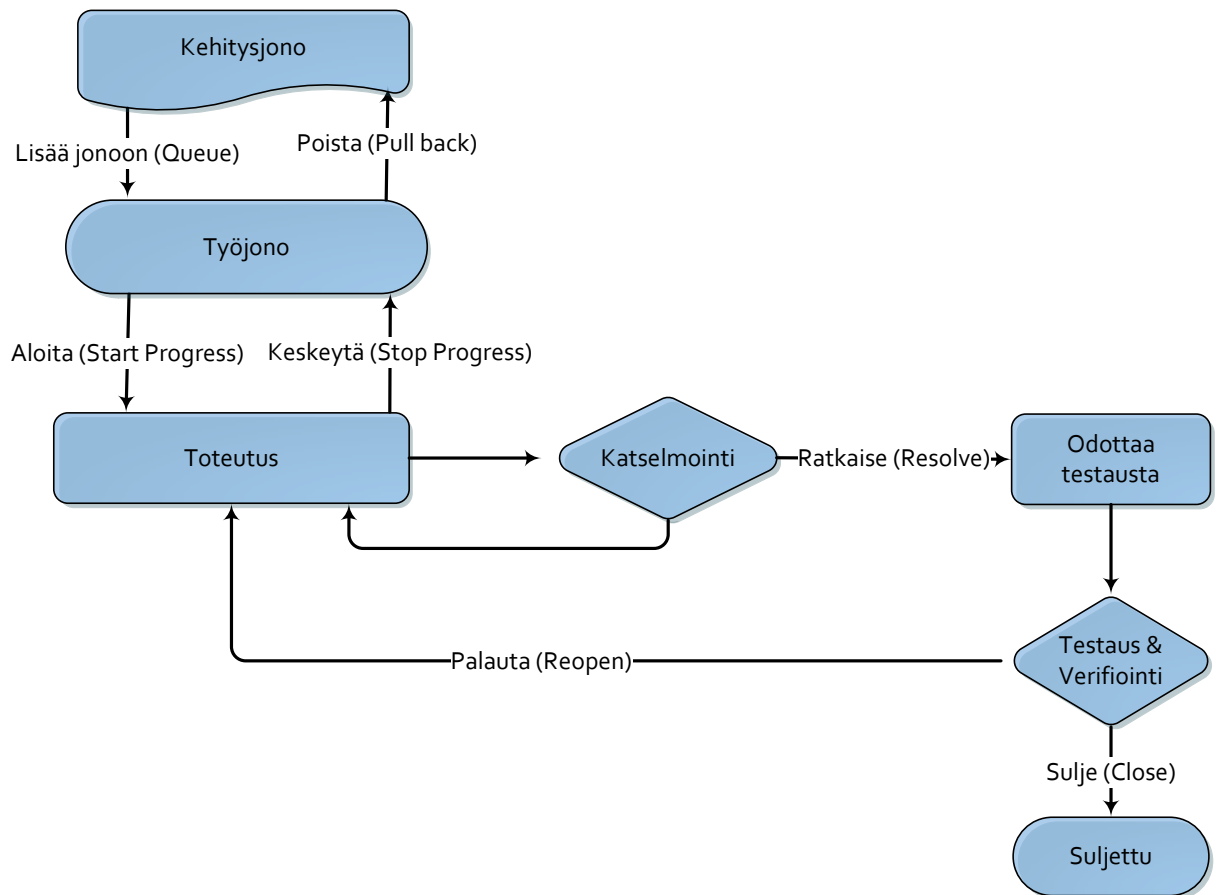 Kehitysjono
Lisää jonoon (Queue)
Poista (Pull back)
Työjono
Aloita (Start Progress)
Keskeytä (Stop Progress)
Toteutus
Katselmointi
Ratkaise (Resolve)
Odottaa
testausta
Palauta (Reopen)
Testaus &
Verifiointi
Sulje (Close)
Suljettu